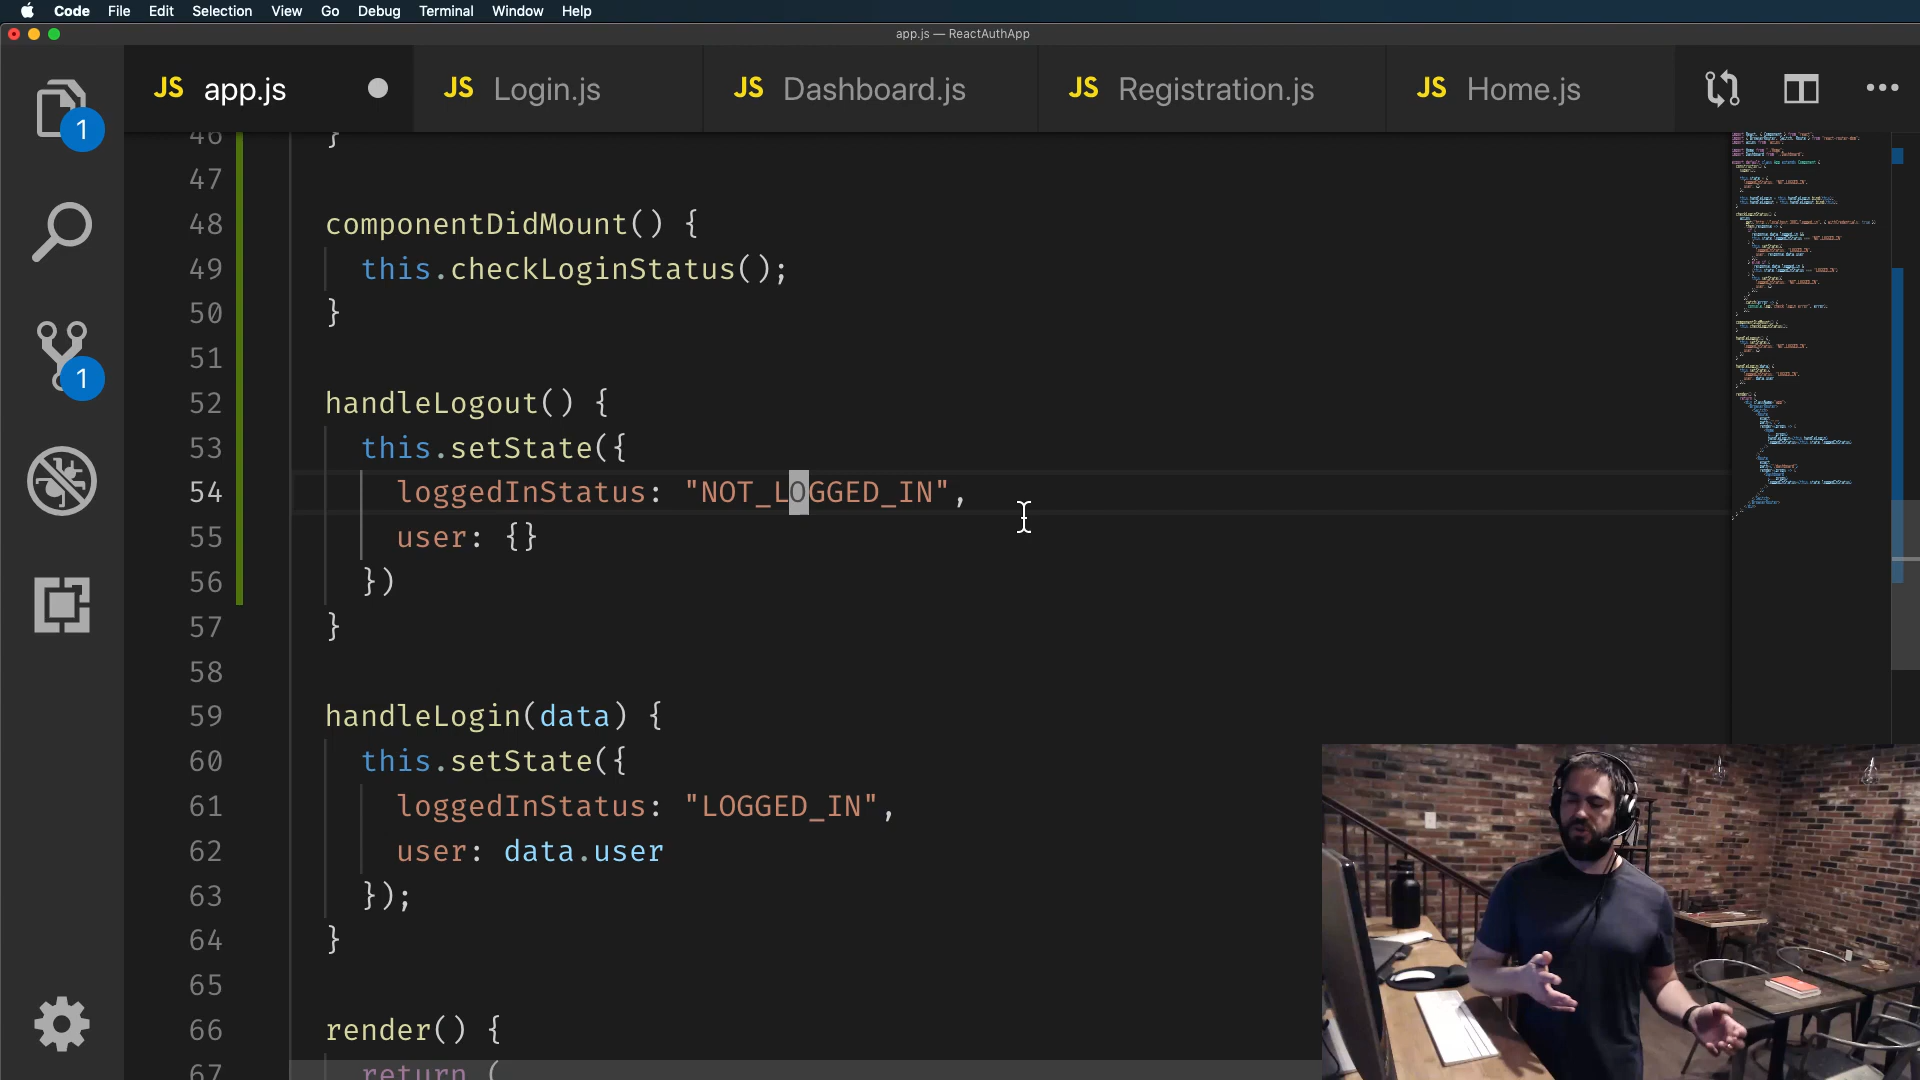 Code File Edit Selection View Go Debug Terminal Window Help
app.js — ReactAuthApp
JS app.js JS Login.js JS Dashboard.js JS Registration.js JS Home.js
1
1
46 }
47
48 componentDidMount() {
49 this.checkLoginStatus();
50 }
51
52 handleLogout() {
53 this.setState({
54 loggedInStatus: "NOT_LOGGED_IN",
55 user: {}
56 })
57 }
58
59 handleLogin(data) {
60 this.setState({
61 loggedInStatus: "LOGGED_IN",
62 user: data.user
63 });
64 }
65
66 render() {
67 return (